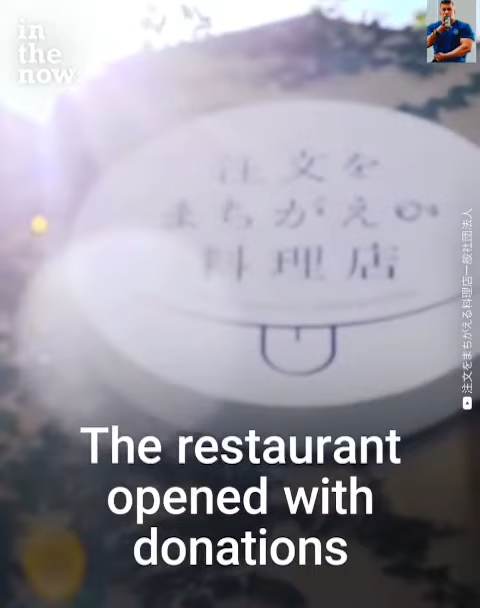 in
the
now
注文を
まちがえる
料理店
注文をまちがえる料理店一般社団法人
The restaurant
opened with
donations